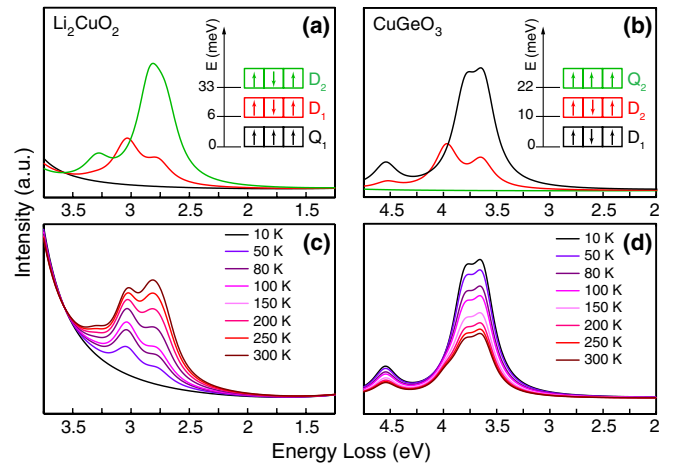 Li2CuO2 (a)
E (meV)
33 D2
6 D1
0 Q1
3.5 3 2.5 2 1.5
CuGeO3 (b)
E (meV)
22 Q2
10 D2
0 D1
4.5 4 3.5 3 2.5 2
Intensity (a.u.)
(c)
10 K
50 K
80 K
100 K
150 K
200 K
250 K
300 K
3.5 3 2.5 2 1.5
(d)
10 K
50 K
80 K
100 K
150 K
200 K
250 K
300 K
4.5 4 3.5 3 2.5 2
Energy Loss (eV)